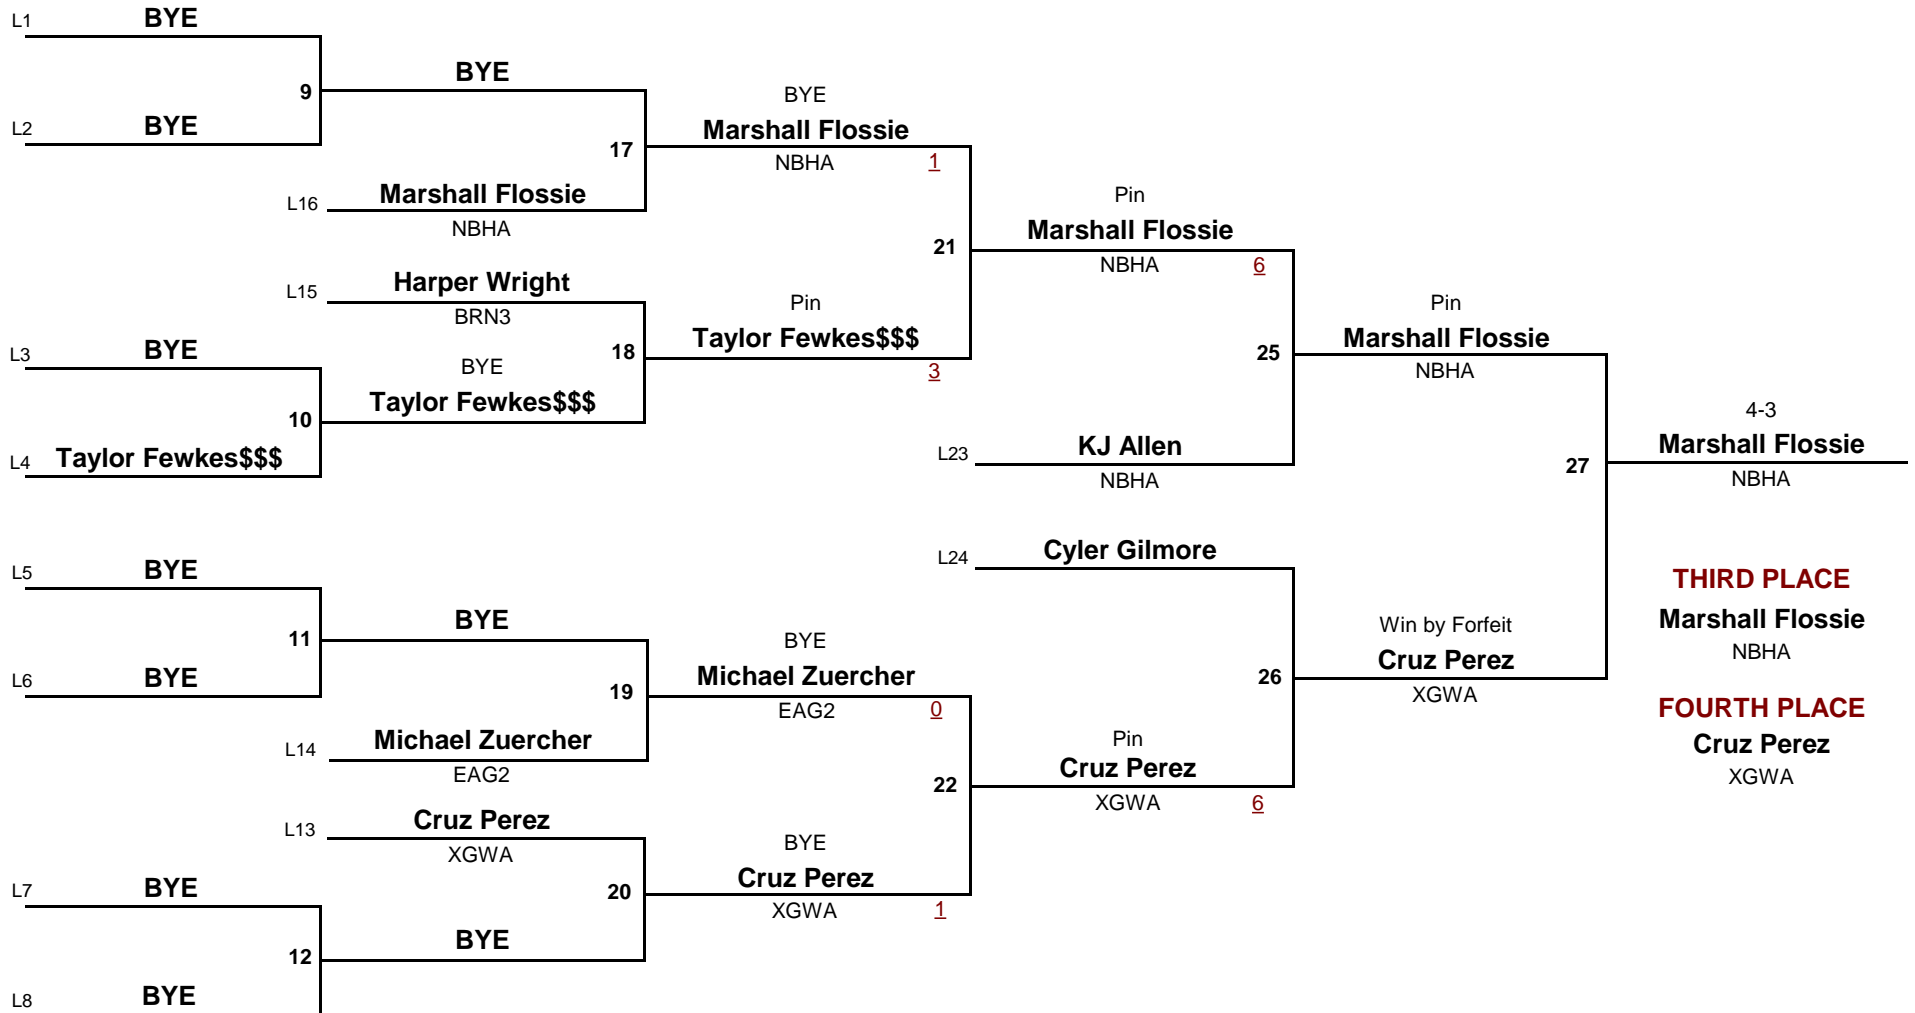 L1
BYE
9
L2
BYE
BYE
17
L16
Marshall Flossie
NBHA
BYE
Marshall Flossie
NBHA
1
L15
Harper Wright
BRN3
L3
BYE
10
L4
Taylor Fewkes$$$
BYE
Taylor Fewkes$$$
18
Pin
Taylor Fewkes$$$
3
21
Pin
Marshall Flossie
NBHA
6
25
L23
KJ Allen
NBHA
Pin
Marshall Flossie
NBHA
27
4-3
Marshall Flossie
NBHA
L5
BYE
11
L6
BYE
BYE
19
L14
Michael Zuercher
EAG2
BYE
Michael Zuercher
EAG2
0
L13
Cruz Perez
XGWA
L7
BYE
12
L8
BYE
BYE
20
BYE
Cruz Perez
XGWA
1
22
Pin
Cruz Perez
XGWA
6
L24
Cyler Gilmore
26
Win by Forfeit
Cruz Perez
XGWA
THIRD PLACE
Marshall Flossie
NBHA
FOURTH PLACE
Cruz Perez
XGWA